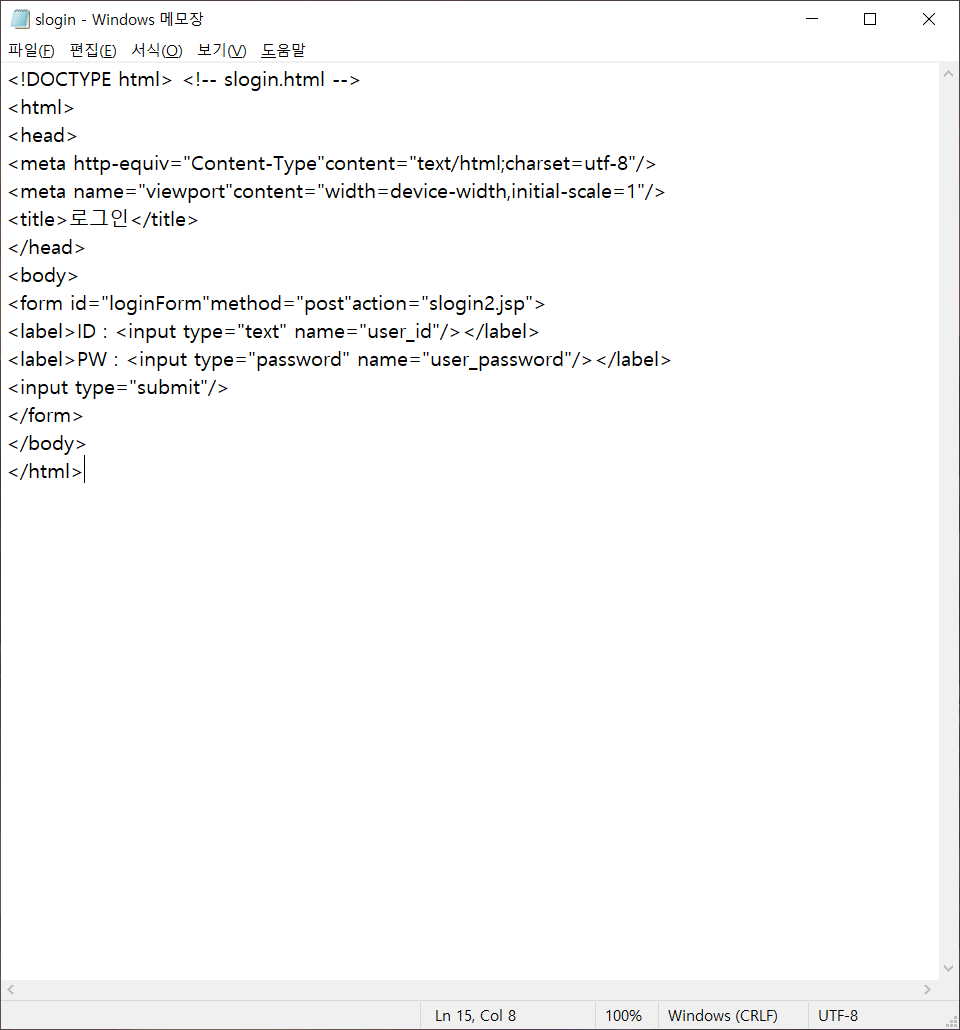 slogin - Windows 메모장
파일(F) 편집(E) 서식(O) 보기(V) 도움말
<!DOCTYPE html> <!-- slogin.html -->
<html>
<head>
<meta http-equiv="Content-Type"content="text/html;charset=utf-8"/>
<meta name="viewport"content="width=device-width,initial-scale=1"/>
<title>로그인</title>
</head>
<body>
<form id="loginForm"method="post"action="slogin2.jsp">
<label>ID : <input type="text" name="user_id"/></label>
<label>PW : <input type="password" name="user_password"/></label>
<input type="submit"/>
</form>
</body>
</html>
Ln 15, Col 8 100% Windows (CRLF) UTF-8